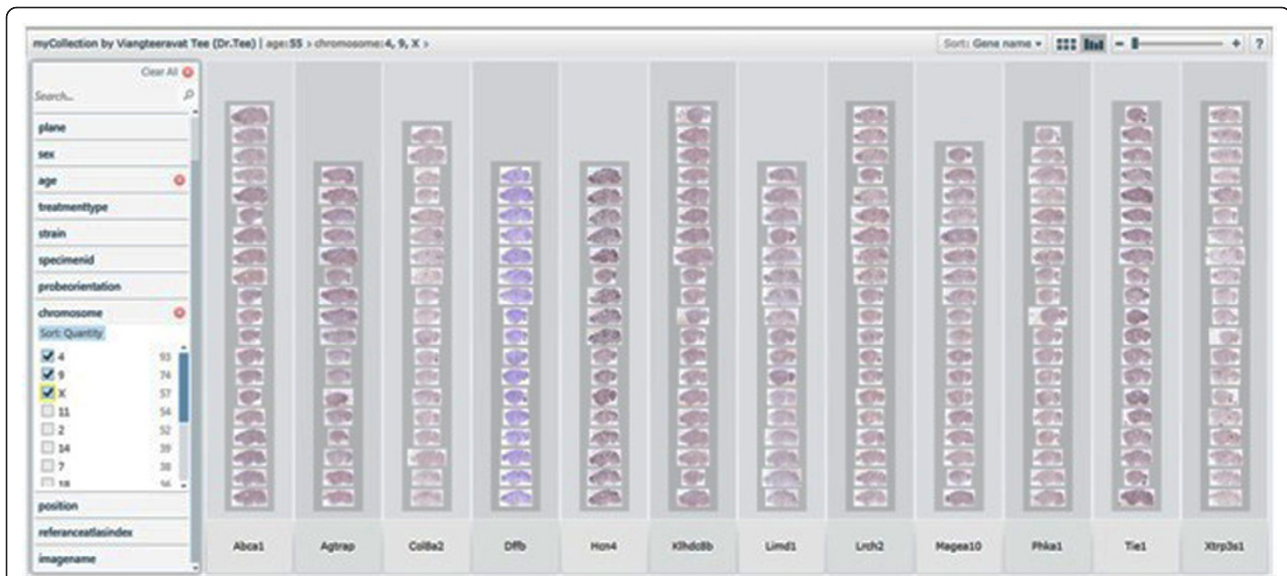 myCollection by Viangteeravat Tee (Dr.Tee) | age: 55 › chromosome: 4, 9, X ›
Sort: Gene name
?
Clear All
Search...
plane
sex
age
treatmenttype
strain
specimenid
probeorientation
chromosome
Sort: Quantity
4 93
9 74
X 57
11 54
2 52
14 39
7 38
position
referanceatlasindex
imagename
Abca1 Agtrap Col8a2 Dffb Hcn4 Klhdc8b Limd1 Lrch2 Magea10 Phka1 Tie1 Xtrp3s1